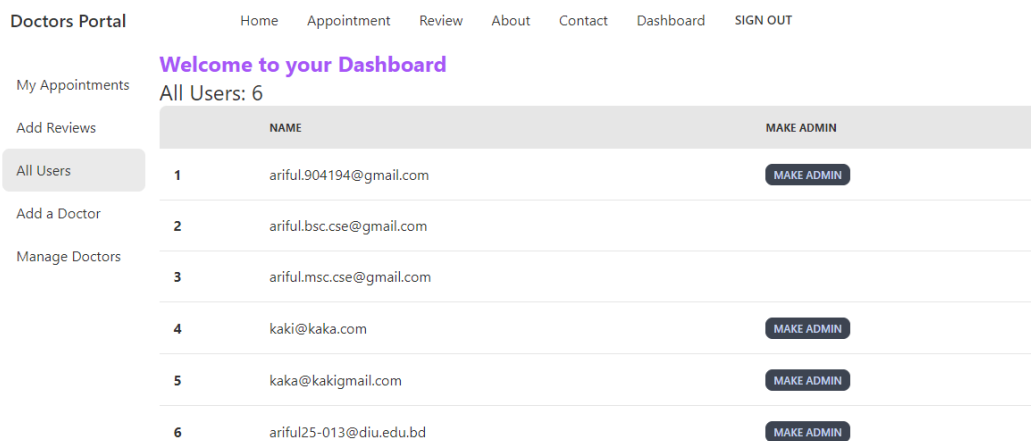 Doctors Portal Home Appointment Review About Contact Dashboard SIGN OUT
My Appointments
Add Reviews
All Users
Add a Doctor
Manage Doctors
Welcome to your Dashboard
All Users: 6
NAME MAKE ADMIN
1 ariful.904194@gmail.com MAKE ADMIN
2 ariful.bsc.cse@gmail.com
3 ariful.msc.cse@gmail.com
4 kaki@kaka.com MAKE ADMIN
5 kaka@kakigmail.com MAKE ADMIN
6 ariful25-013@diu.edu.bd MAKE ADMIN